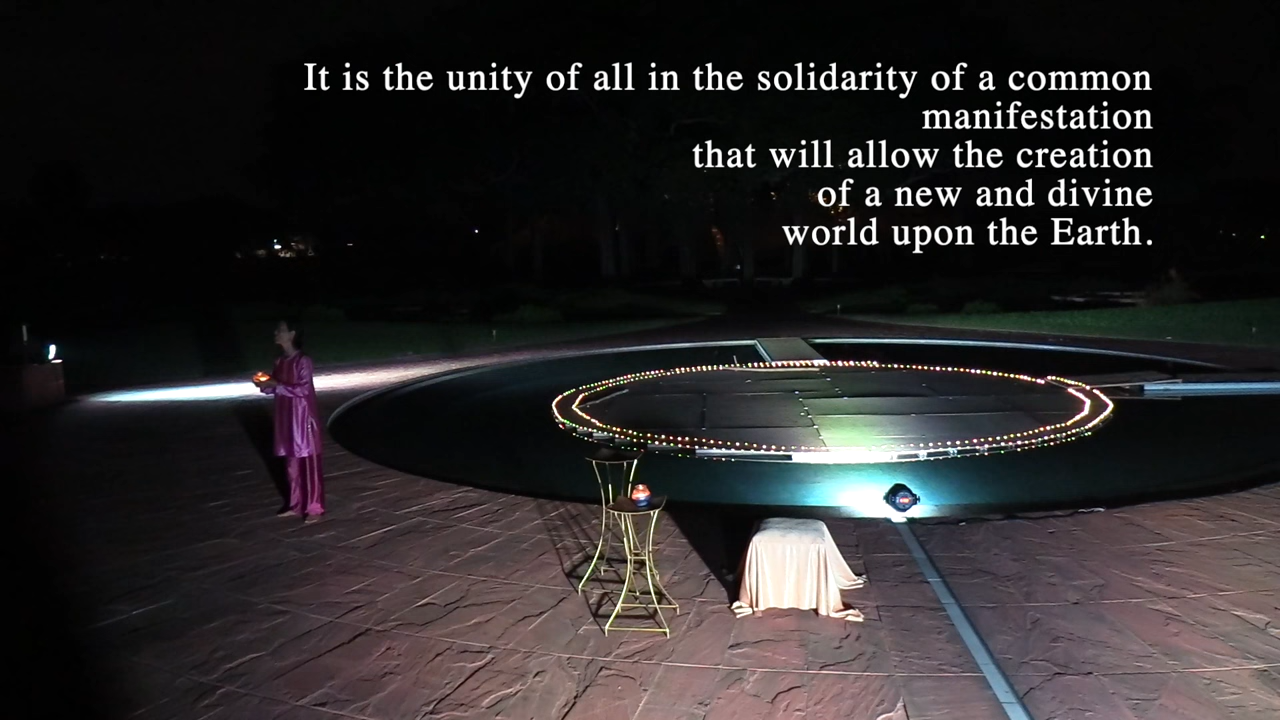 It is the unity of all in the solidarity of a common
manifestation
that will allow the creation
of a new and divine
world upon the Earth.